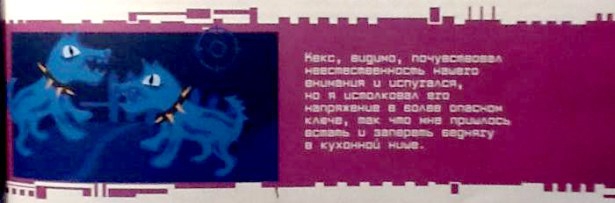 Кекс, видимо, почувствовал
неестественность нашего
внимания и испугался,
но я истолковал его
напряжение в более опасном
ключе, так что мне пришлось
встать и запереть беднягу
в кухонной нише.